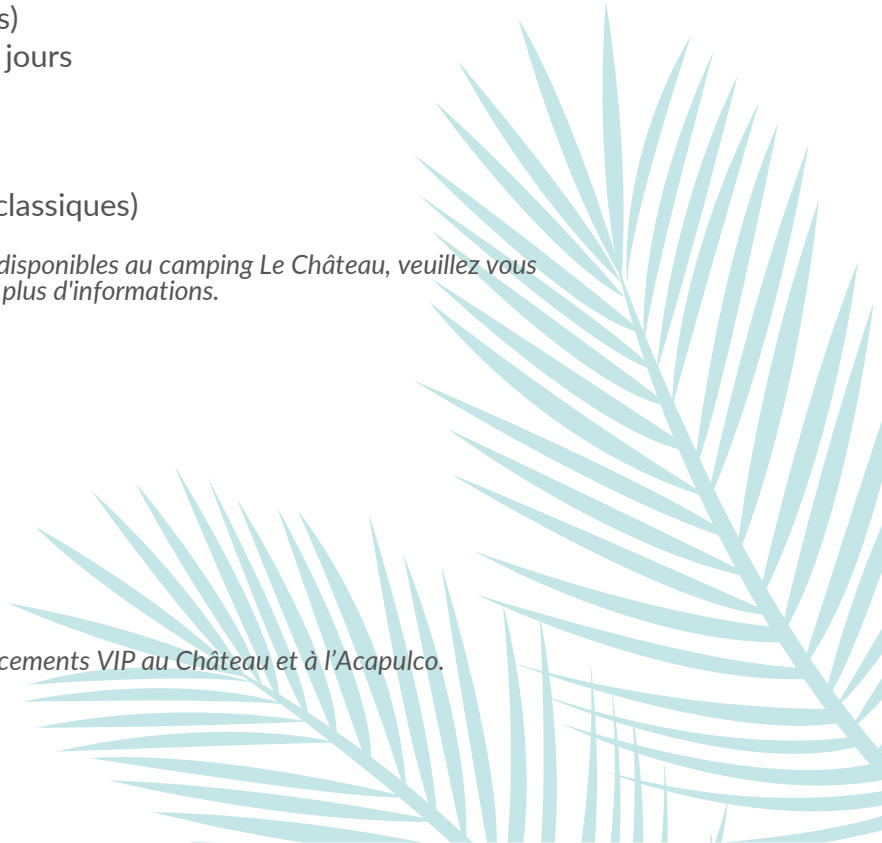 s)
jours
classiques)
disponibles au camping Le Château, veuillez vous
plus d'informations.
cements VIP au Château et à l’Acapulco.